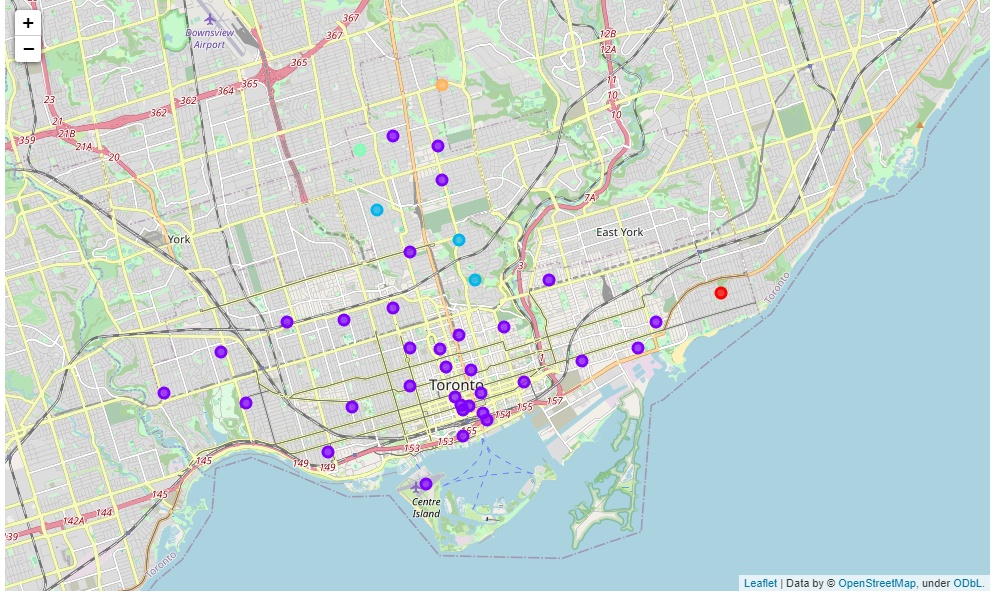 +
−
Downsview
Airport
367
367
365
365
364
362
362
359
23
21
21B
21A
20
12B
12A
11
10
10
7A
York
East York
3
Toronto
1
Toronto
157
155
154
155
153
153
149
149
145
145
144
142A
139
Centre
Island
Toronto
Leaflet | Data by © OpenStreetMap, under ODbL.